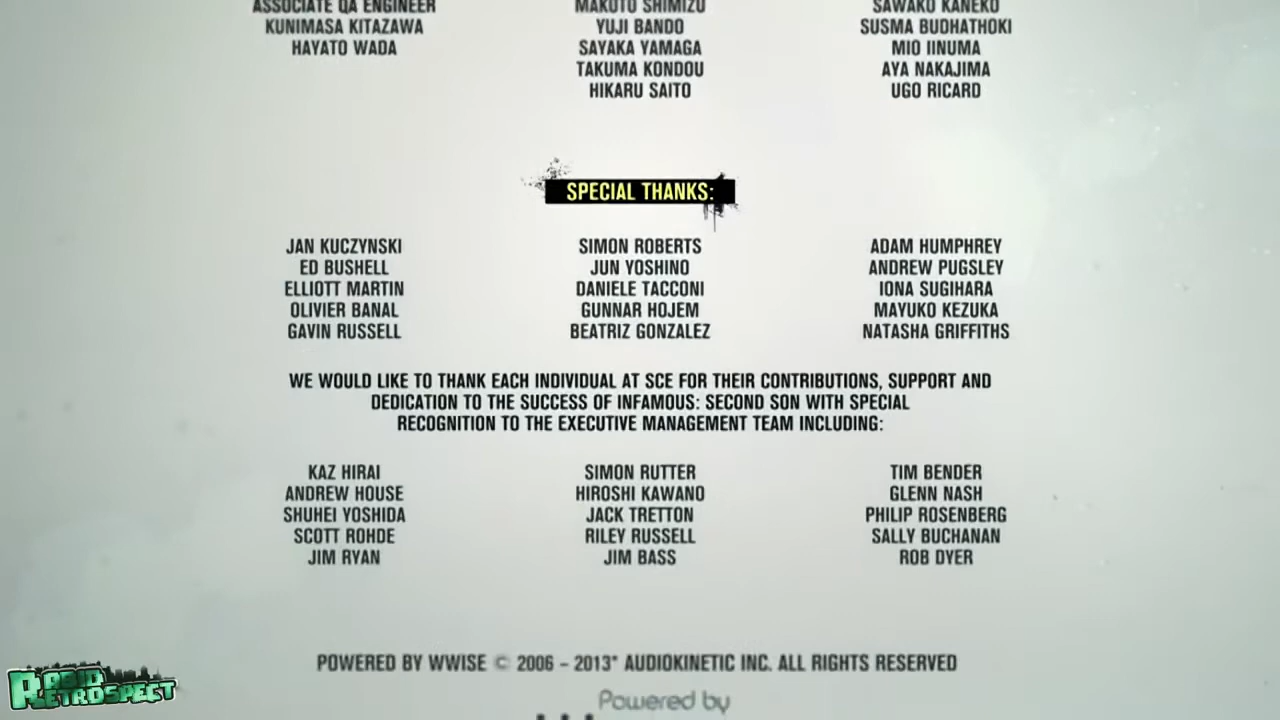 ASSOCIATE QA ENGINEER
KUNIMASA KITAZAWA
HAYATO WADA
MAKOTO SHIMIZU
YUJI BANDO
SAYAKA YAMAGA
TAKUMA KONDOU
HIKARU SAITO
SAWAKO KANEKO
SUSMA BUDHATHOKI
MIO IINUMA
AYA NAKAJIMA
UGO RICARD
SPECIAL THANKS:
JAN KUCZYNSKI
ED BUSHELL
ELLIOTT MARTIN
OLIVIER BANAL
GAVIN RUSSELL
SIMON ROBERTS
JUN YOSHINO
DANIELE TACCONI
GUNNAR HOJEM
BEATRIZ GONZALEZ
ADAM HUMPHREY
ANDREW PUGSLEY
IONA SUGIHARA
MAYUKO KEZUKA
NATASHA GRIFFITHS
WE WOULD LIKE TO THANK EACH INDIVIDUAL AT SCE FOR THEIR CONTRIBUTIONS, SUPPORT AND
DEDICATION TO THE SUCCESS OF INFAMOUS: SECOND SON WITH SPECIAL
RECOGNITION TO THE EXECUTIVE MANAGEMENT TEAM INCLUDING:
KAZ HIRAI
ANDREW HOUSE
SHUHEI YOSHIDA
SCOTT ROHDE
JIM RYAN
SIMON RUTTER
HIROSHI KAWANO
JACK TRETTON
RILEY RUSSELL
JIM BASS
TIM BENDER
GLENN NASH
PHILIP ROSENBERG
SALLY BUCHANAN
ROB DYER
POWERED BY WWISE © 2006 – 2013* AUDIOKINETIC INC. ALL RIGHTS RESERVED
Powered by
RABID
RETROSPECT